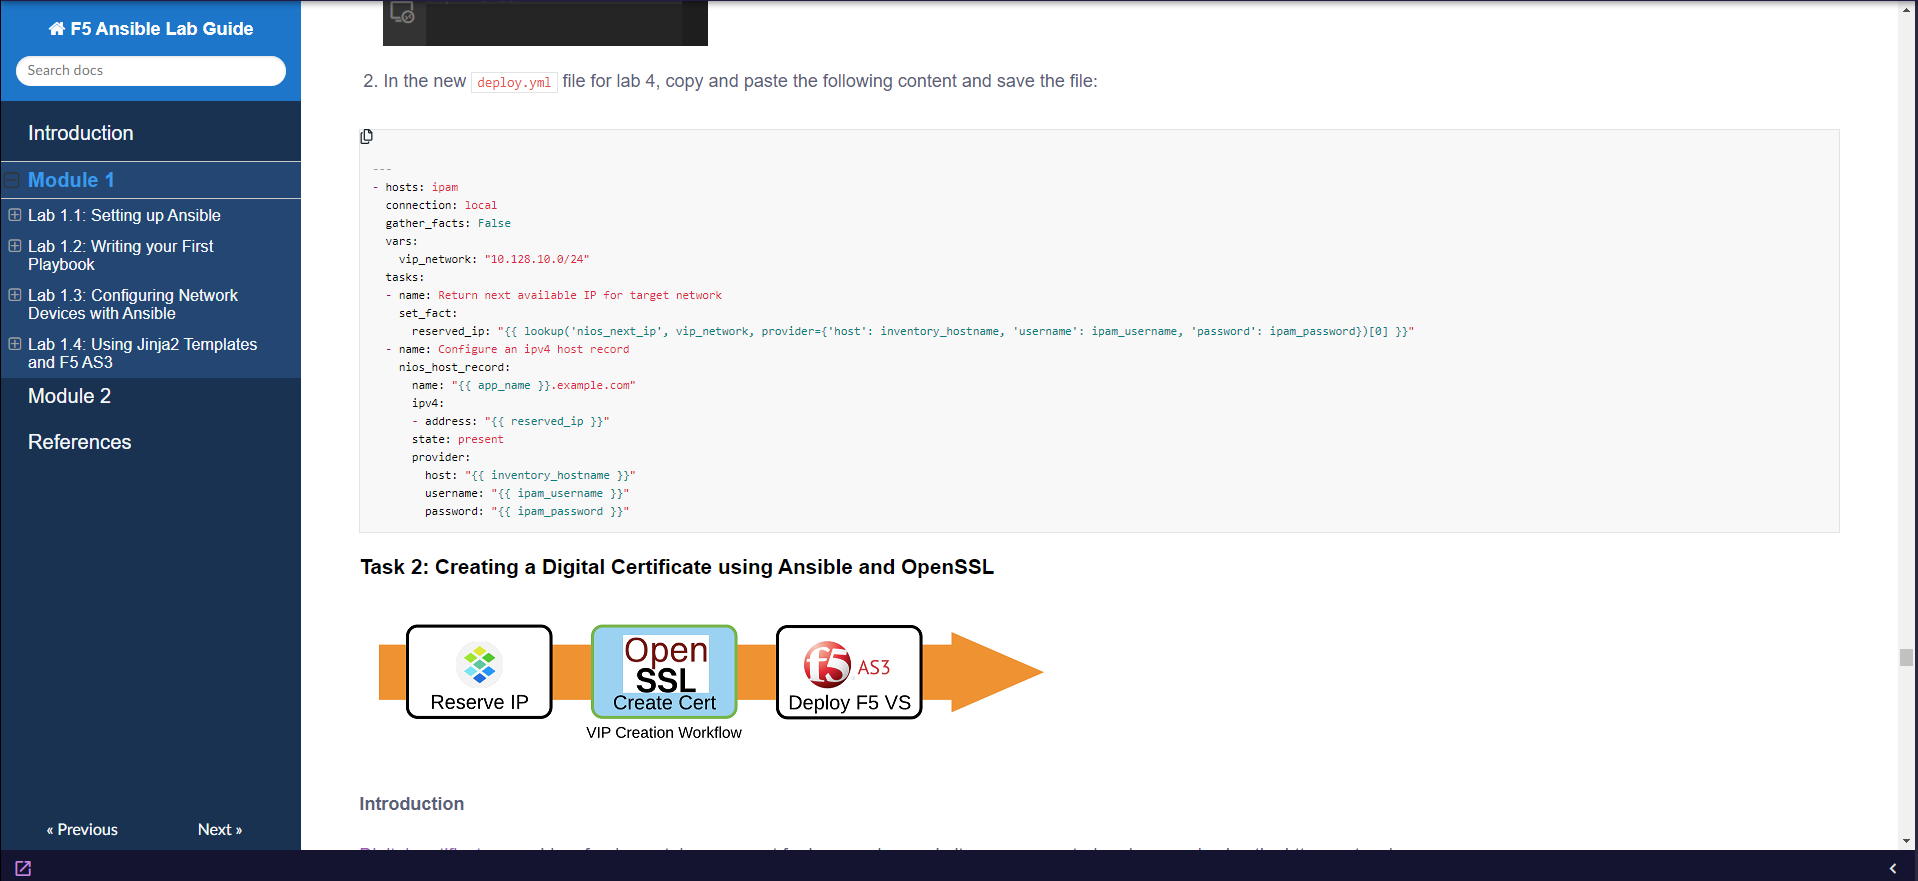 F5 Ansible Lab Guide
Search docs
Introduction
Module 1
Lab 1.1: Setting up Ansible
Lab 1.2: Writing your First
Playbook
Lab 1.3: Configuring Network
Devices with Ansible
Lab 1.4: Using Jinja2 Templates
and F5 AS3
Module 2
References
« Previous Next »
2. In the new deploy.yml file for lab 4, copy and paste the following content and save the file:
---
- hosts: ipam
  connection: local
  gather_facts: False
  vars:
    vip_network: "10.128.10.0/24"
  tasks:
  - name: Return next available IP for target network
    set_fact:
      reserved_ip: "{{ lookup('nios_next_ip', vip_network, provider={'host': inventory_hostname, 'username': ipam_username, 'password': ipam_password})[0] }}"
  - name: Configure an ipv4 host record
    nios_host_record:
      name: "{{ app_name }}.example.com"
      ipv4:
      - address: "{{ reserved_ip }}"
      state: present
      provider:
        host: "{{ inventory_hostname }}"
        username: "{{ ipam_username }}"
        password: "{{ ipam_password }}"
Task 2: Creating a Digital Certificate using Ansible and OpenSSL
Reserve IP
Open
SSL
Create Cert
f5 AS3
Deploy F5 VS
VIP Creation Workflow
Introduction